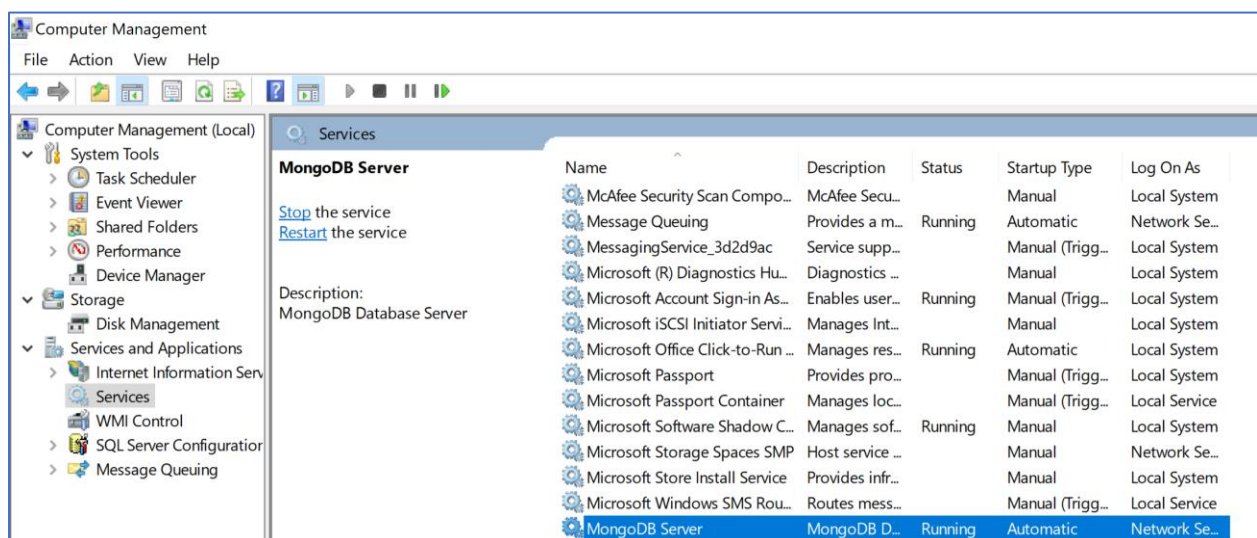 Computer Management
File Action View Help
Computer Management (Local)
System Tools
Task Scheduler
Event Viewer
Shared Folders
Performance
Device Manager
Storage
Disk Management
Services and Applications
Internet Information Serv
Services
WMI Control
SQL Server Configuration
Message Queuing
Services
MongoDB Server
Stop the service
Restart the service
Description:
MongoDB Database Server
Name Description Status Startup Type Log On As
McAfee Security Scan Compo... McAfee Secu... Manual Local System
Message Queuing Provides a m... Running Automatic Network Se...
MessagingService_3d2d9ac Service supp... Manual (Trigg... Local System
Microsoft (R) Diagnostics Hu... Diagnostics ... Manual Local System
Microsoft Account Sign-in As... Enables user... Running Manual (Trigg... Local System
Microsoft iSCSI Initiator Servi... Manages Int... Manual Local System
Microsoft Office Click-to-Run ... Manages res... Running Automatic Local System
Microsoft Passport Provides pro... Manual (Trigg... Local System
Microsoft Passport Container Manages loc... Manual (Trigg... Local Service
Microsoft Software Shadow C... Manages sof... Running Manual Local System
Microsoft Storage Spaces SMP Host service ... Manual Network Se...
Microsoft Store Install Service Provides infr... Manual Local System
Microsoft Windows SMS Rou... Routes mess... Manual (Trigg... Local Service
MongoDB Server MongoDB D... Running Automatic Network Se...